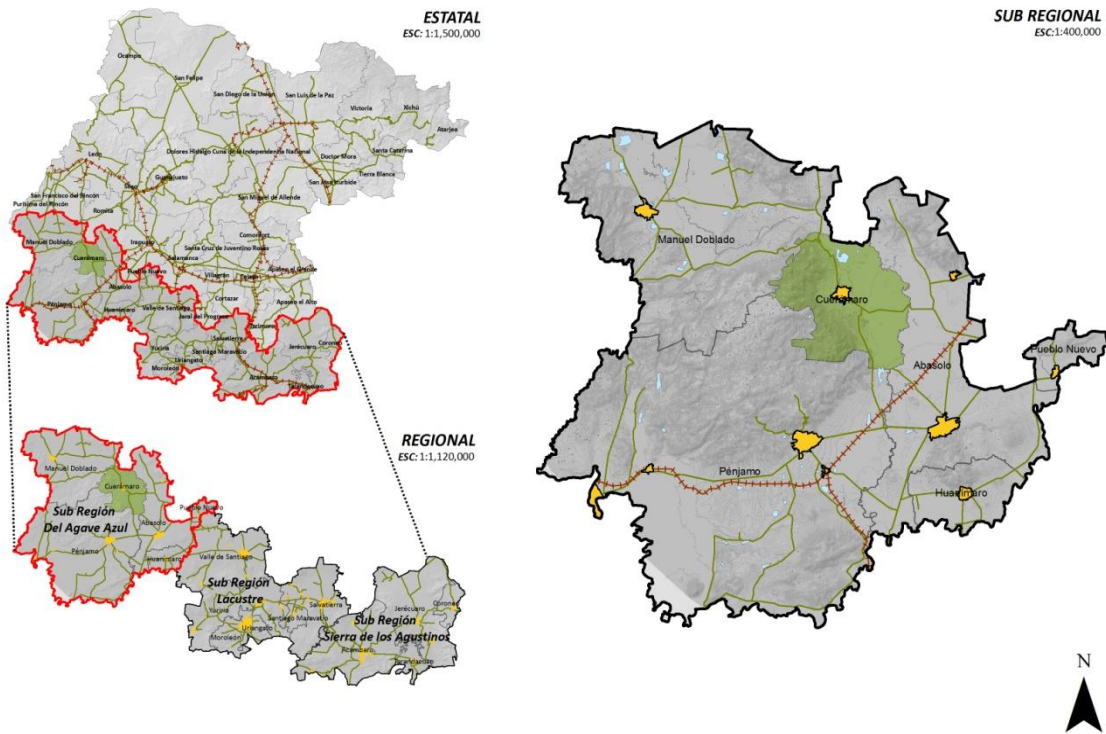 ESTATAL
ESC: 1:1,500,000
Ocampo
San Felipe
San Diego de la Unión
San Luis de la Paz
Victoria
Xichú
Atarjea
León
Dolores Hidalgo Cuna de la Independencia Nacional
Doctor Mora
Santa Catarina
Guanajuato
Silao
Tierra Blanca
San José Iturbide
San Francisco del Rincón
Purísima del Rincón
San Miguel de Allende
Romita
Manuel Doblado
Irapuato
Comonfort
Santa Cruz de Juventino Rosas
Cuerámaro
Salamanca
Pueblo Nuevo
Villagrán
Celaya
Apaseo el Grande
Abasolo
Cortazar
Apaseo el Alto
Pénjamo
Huanímaro
Valle de Santiago
Jaral del Progreso
Tarimoro
Salvatierra
Yuriria
Santiago Maravatío
Jerécuaro
Coroneo
Uriangato
Moroleón
Acámbaro
Tarandacuao
REGIONAL
ESC: 1:1,120,000
Manuel Doblado
Cuerámaro
Sub Región
Del Agave Azul
Pueblo Nuevo
Abasolo
Pénjamo
Huanímaro
Valle de Santiago
Sub Región
Lacustre
Yuriria
Salvatierra
Santiago Maravatío
Uriangato
Moroleón
Jerécuaro
Coroneo
Sub Región
Sierra de los Agustinos
Acámbaro
Tarandacuao
SUB REGIONAL
ESC:1:400,000
Manuel Doblado
Cuerámaro
Pueblo Nuevo
Abasolo
Pénjamo
Huanímaro
N